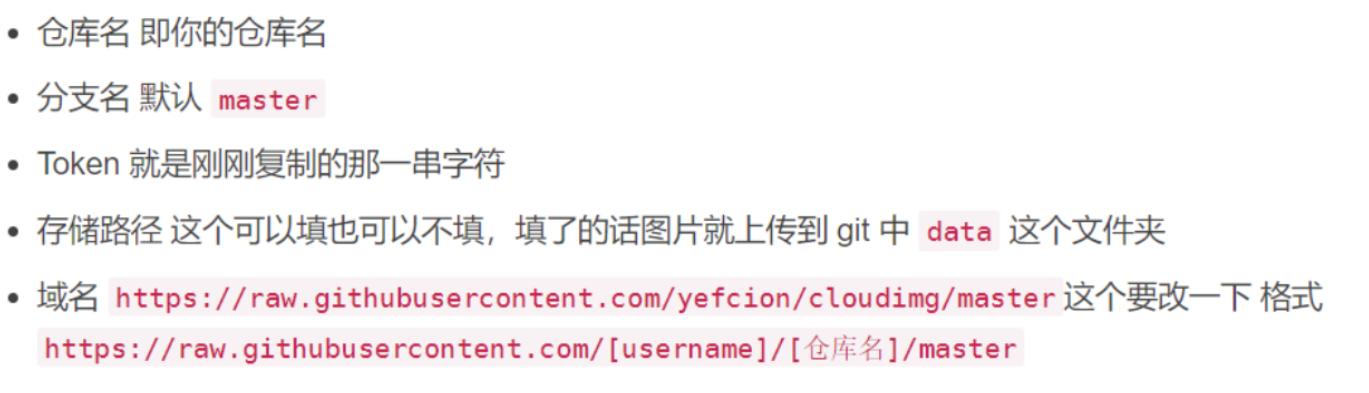 • 仓库名 即你的仓库名
• 分支名 默认 master
• Token 就是刚刚复制的那一串字符
• 存储路径 这个可以填也可以不填，填了的话图片就上传到 git 中 data 这个文件夹
• 域名 https://raw.githubusercontent.com/yefcion/cloudimg/master这个要改一下 格式
https://raw.githubusercontent.com/[username]/[仓库名]/master